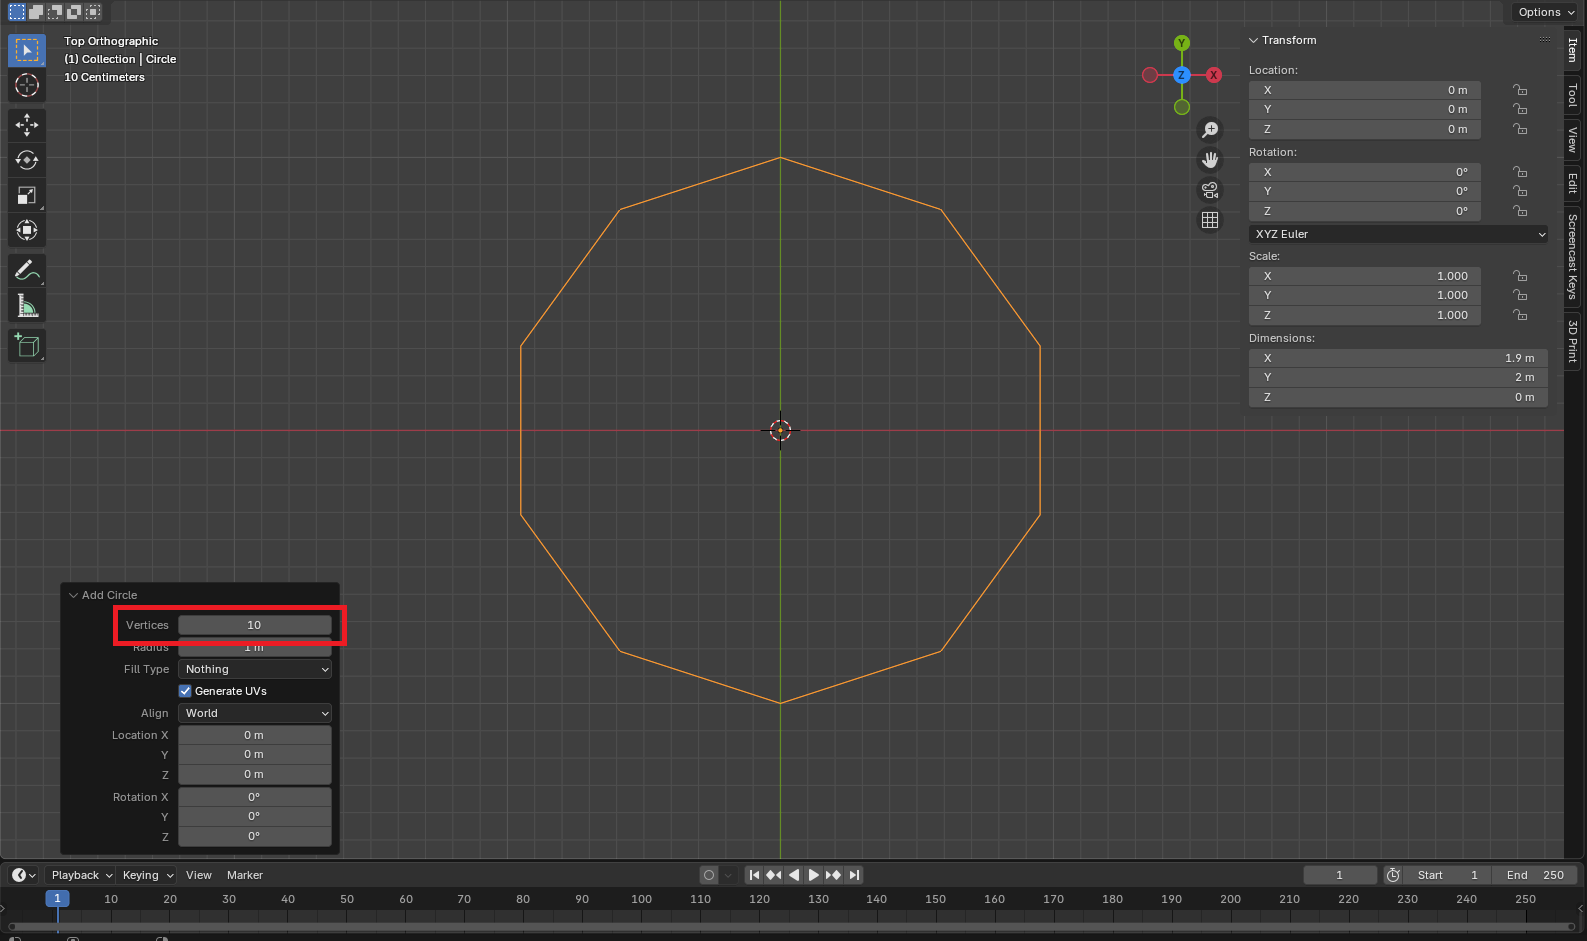 Options
Top Orthographic
(1) Collection | Circle
10 Centimeters
Y
Z
X
Transform
Location:
X 0 m
Y 0 m
Z 0 m
Rotation:
X 0°
Y 0°
Z 0°
XYZ Euler
Scale:
X 1.000
Y 1.000
Z 1.000
Dimensions:
X 1.9 m
Y 2 m
Z 0 m
Item
Tool
View
Edit
Screencast Keys
3D Print
Add Circle
Vertices 10
Radius 1 m
Fill Type Nothing
Generate UVs
Align World
Location X 0 m
Y 0 m
Z 0 m
Rotation X 0°
Y 0°
Z 0°
Playback Keying View Marker 1 Start 1 End 250
1 10 20 30 40 50 60 70 80 90 100 110 120 130 140 150 160 170 180 190 200 210 220 230 240 250